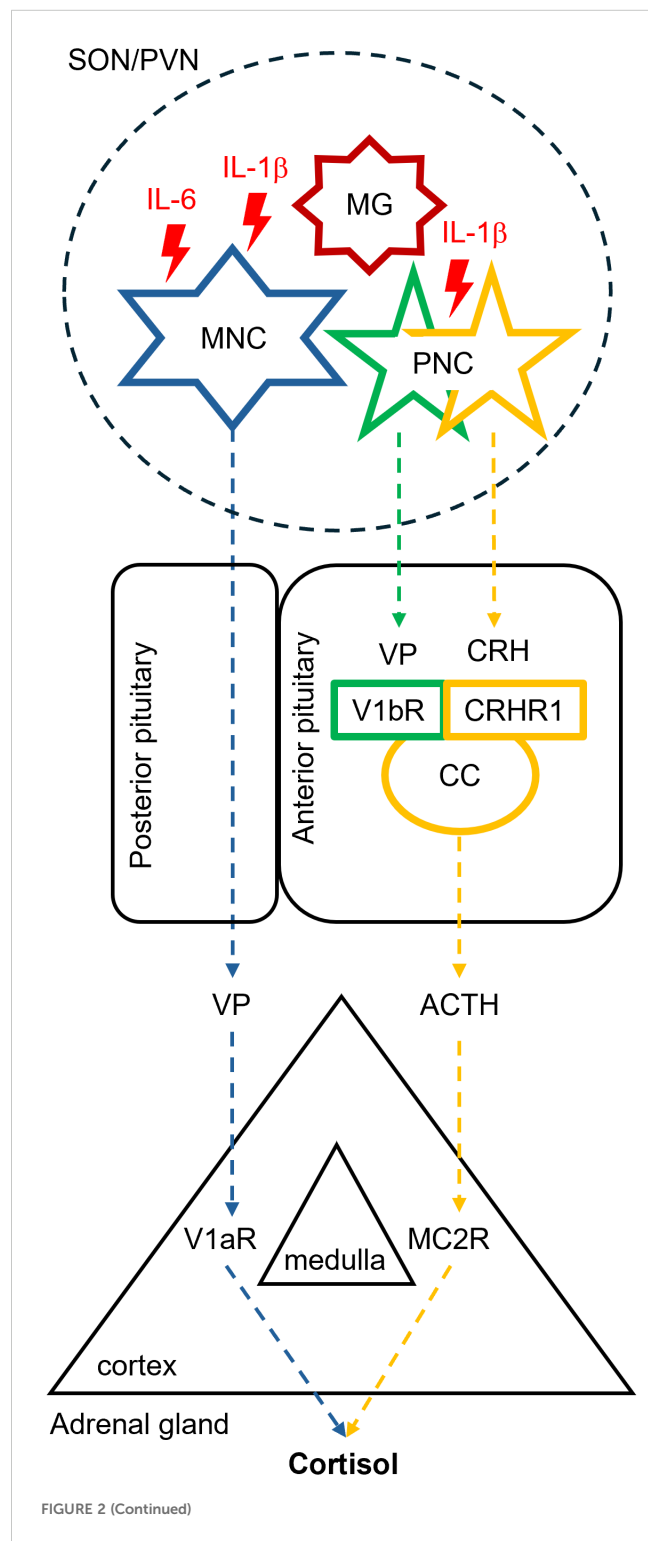 SON/PVN
IL-1β
IL-6
MG
IL-1β
MNC
PNC
Posterior pituitary
Anterior pituitary
VP
CRH
V1bR
CRHR1
CC
VP
ACTH
V1aR
MC2R
medulla
cortex
Adrenal gland
Cortisol
FIGURE 2 (Continued)